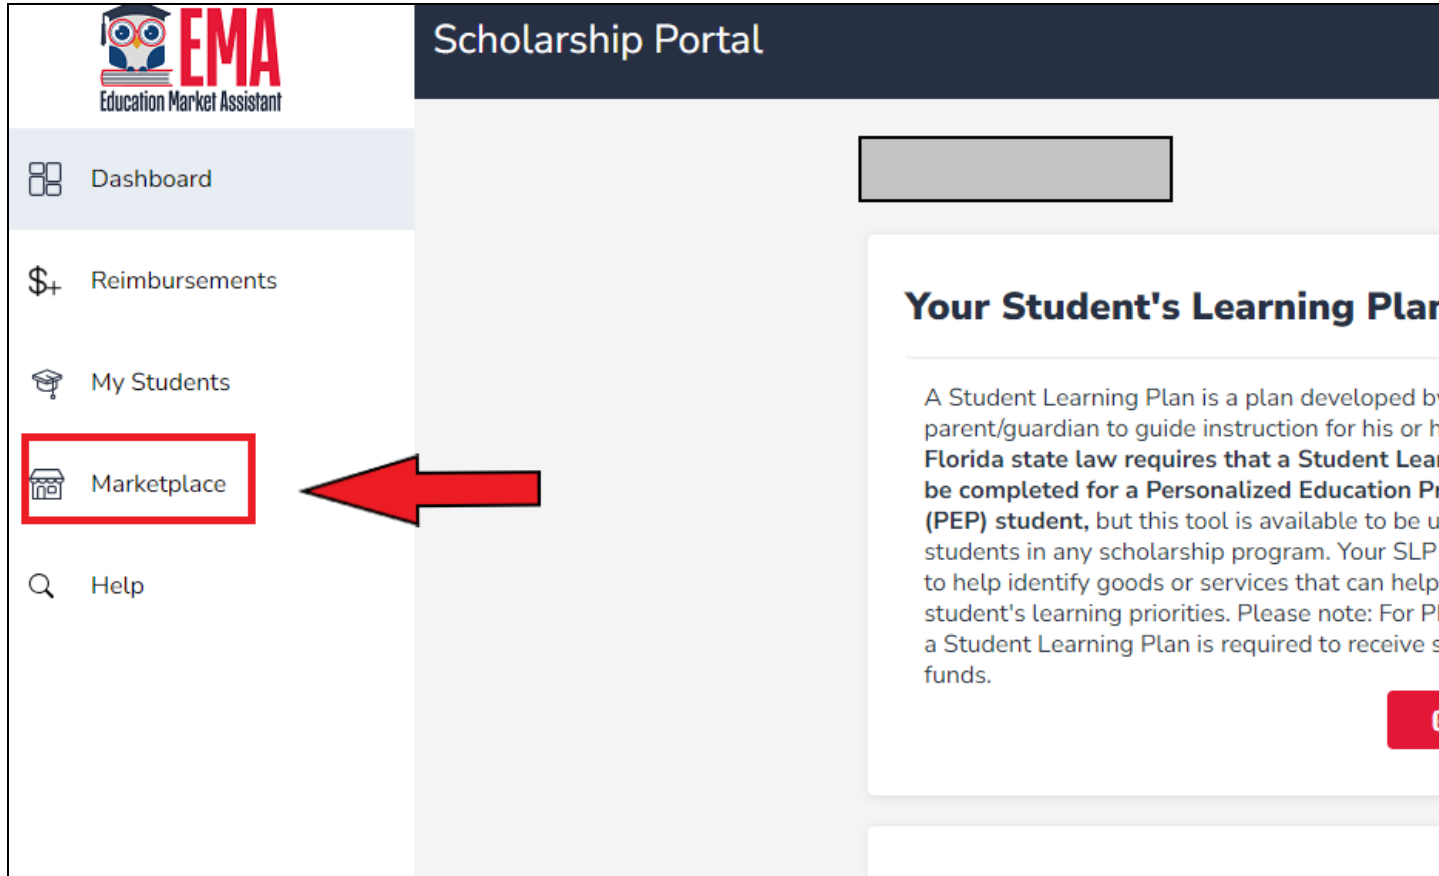 EMA
Education Market Assistant
Scholarship Portal
Dashboard
Reimbursements
My Students
Marketplace
Help
Your Student's Learning Plan
A Student Learning Plan is a plan developed
parent/guardian to guide instruction for his or
Florida state law requires that a Student
be completed for a Personalized Education
(PEP) student, but this tool is available to be
students in any scholarship program. Your SLP
to help identify goods or services that can help
student's learning priorities. Please note: For
a Student Learning Plan is required to receive
funds.